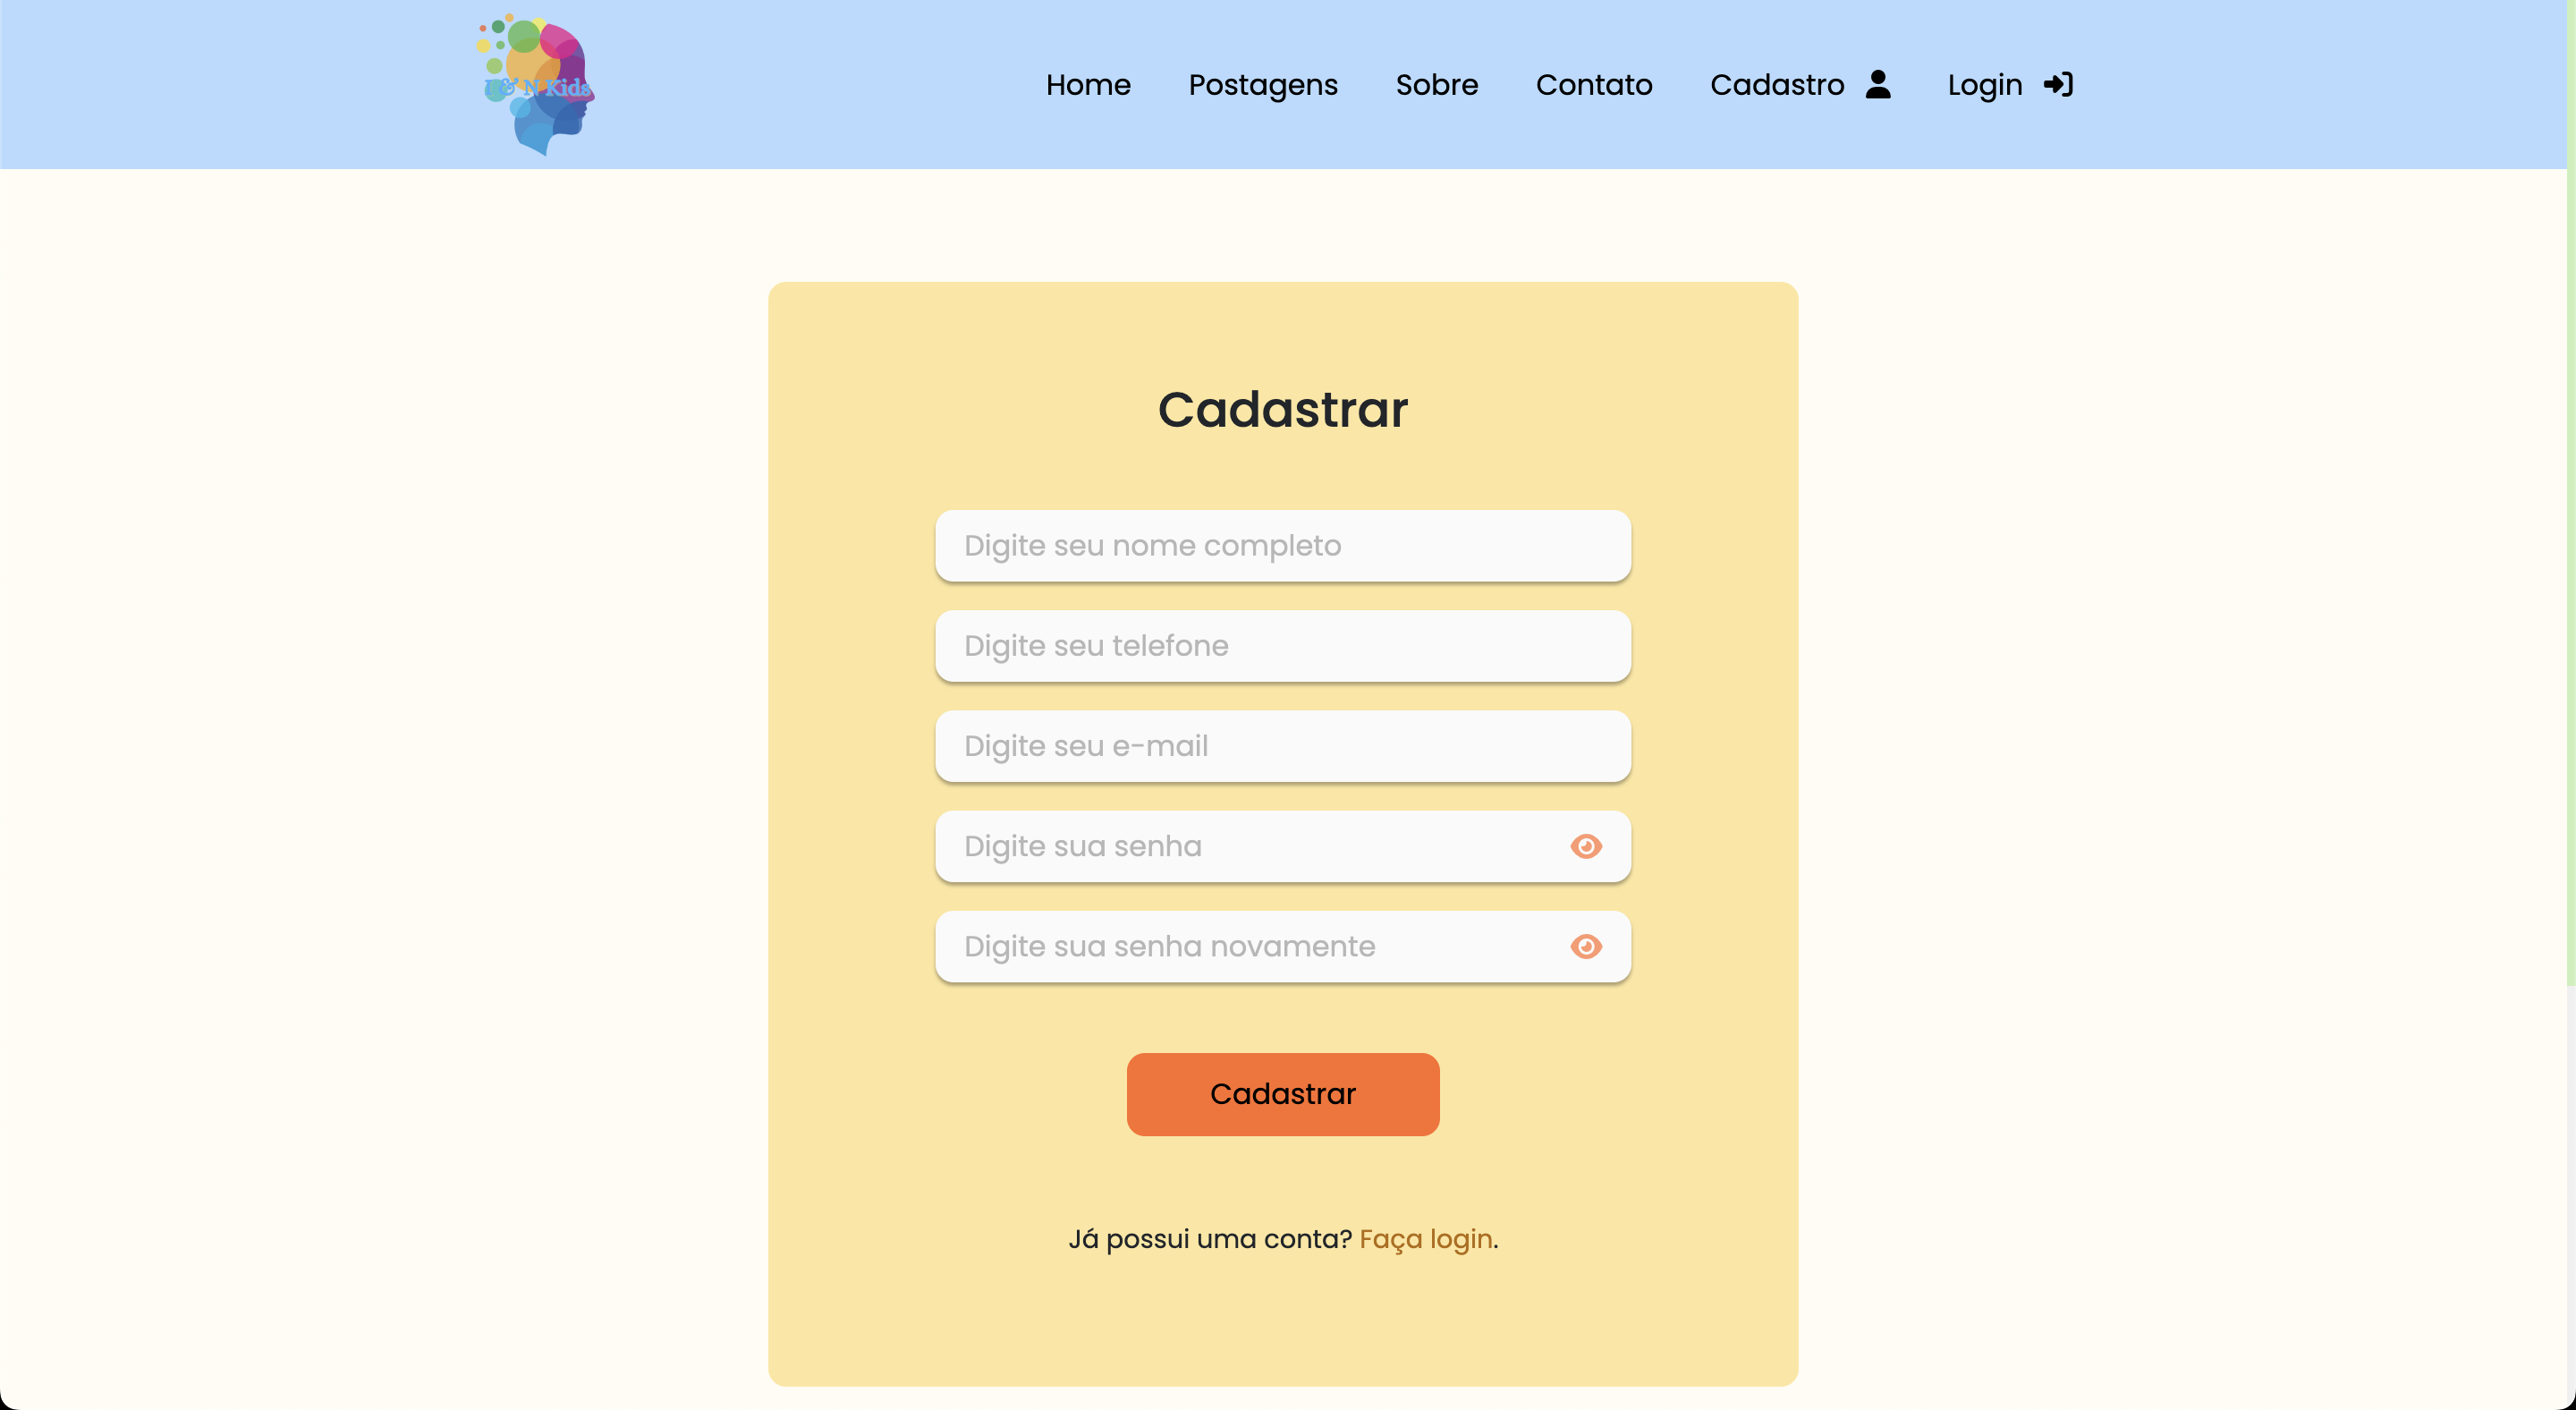 I & N Kids
Home Postagens Sobre Contato Cadastro Login
Cadastrar
Digite seu nome completo
Digite seu telefone
Digite seu e-mail
Digite sua senha
Digite sua senha novamente
Cadastrar
Já possui uma conta? Faça login.